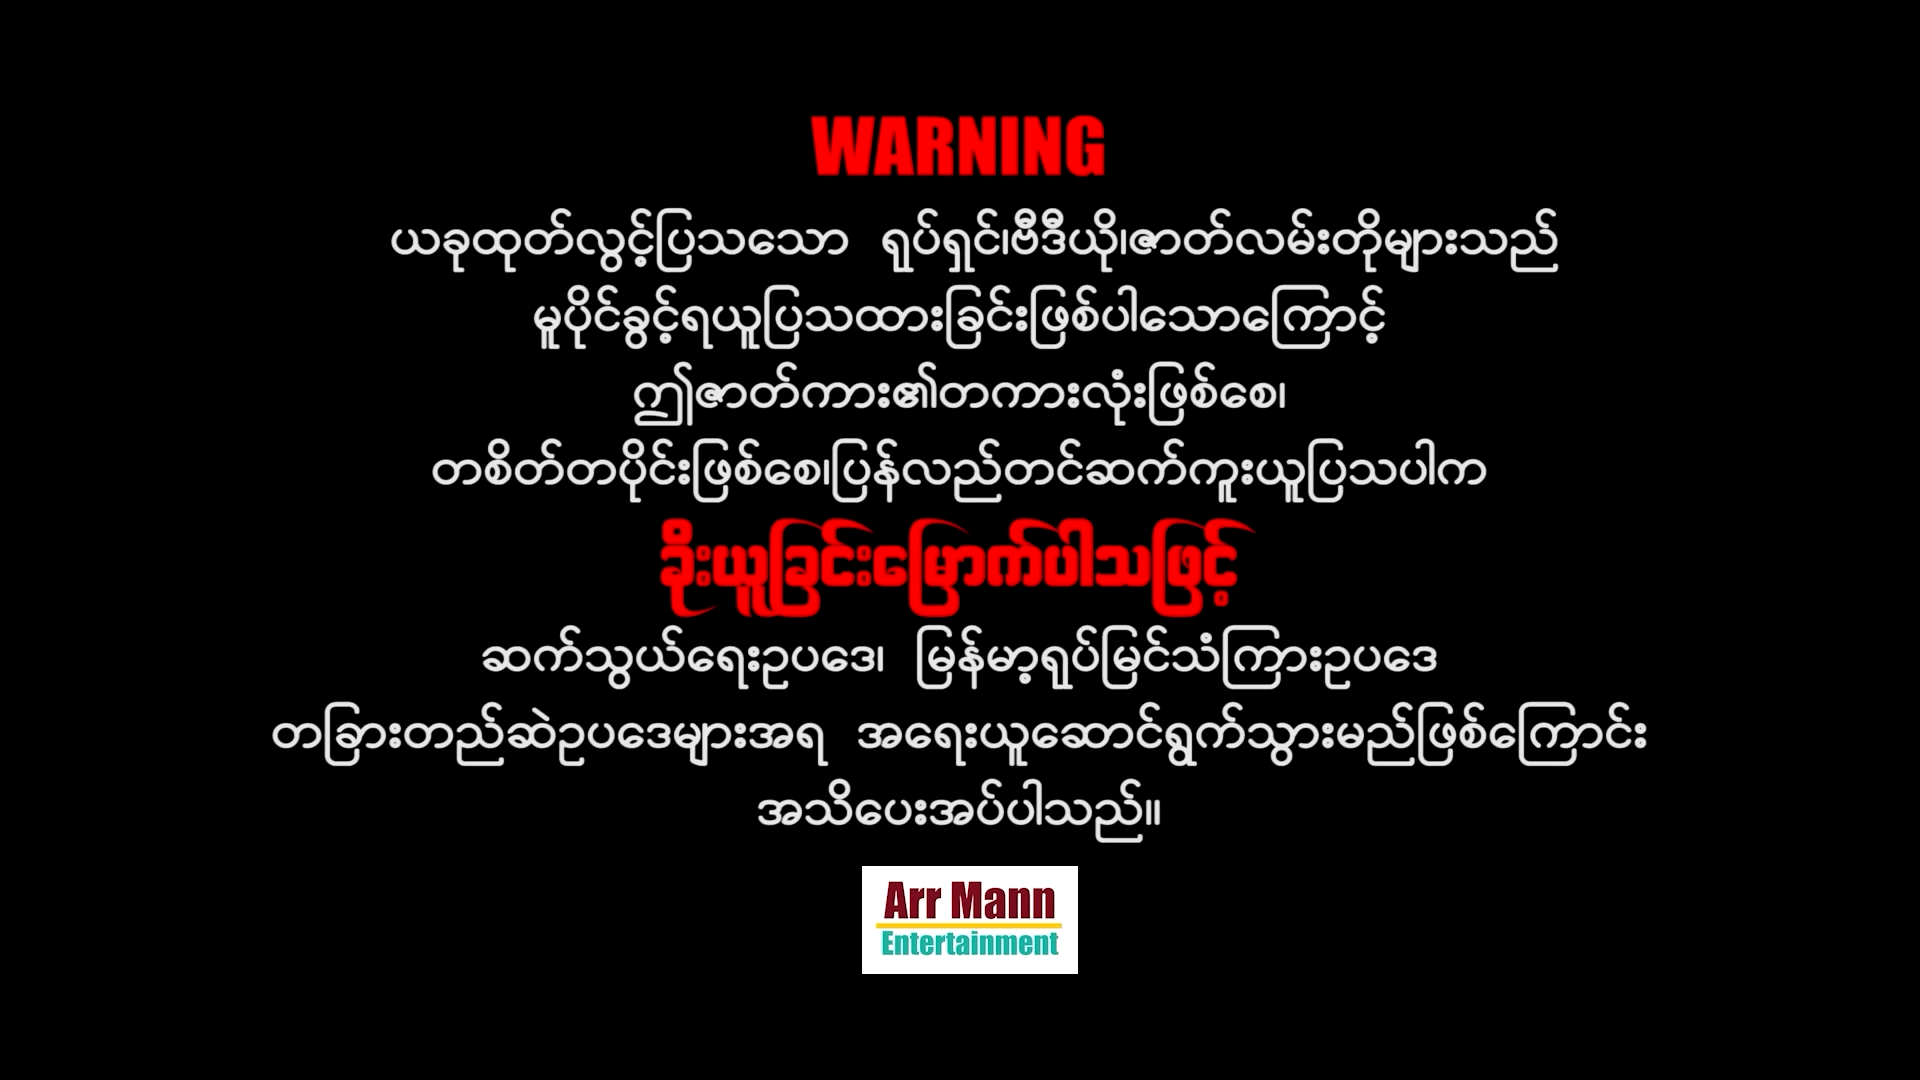 WARNING
ယခုထုတ်လွင့်ပြသသော ရုပ်ရှင်၊ဗီဒီယို၊ဇာတ်လမ်းတိုများသည်
မူပိုင်ခွင့်ရယူပြသထားခြင်းဖြစ်ပါသောကြောင့်
ဤဇာတ်ကား၏တကားလုံးဖြစ်စေ၊
တစိတ်တပိုင်းဖြစ်စေ၊ပြန်လည်တင်ဆက်ကူးယူပြသပါက
ခိုးယူခြင်းမြောက်ပါသဖြင့်
ဆက်သွယ်ရေးဥပဒေ၊ မြန်မာ့ရုပ်မြင်သံကြားဥပဒေ
တခြားတည်ဆဲဥပဒေများအရ အရေးယူဆောင်ရွက်သွားမည်ဖြစ်ကြောင်း
အသိပေးအပ်ပါသည်။
Arr Mann
Entertainment